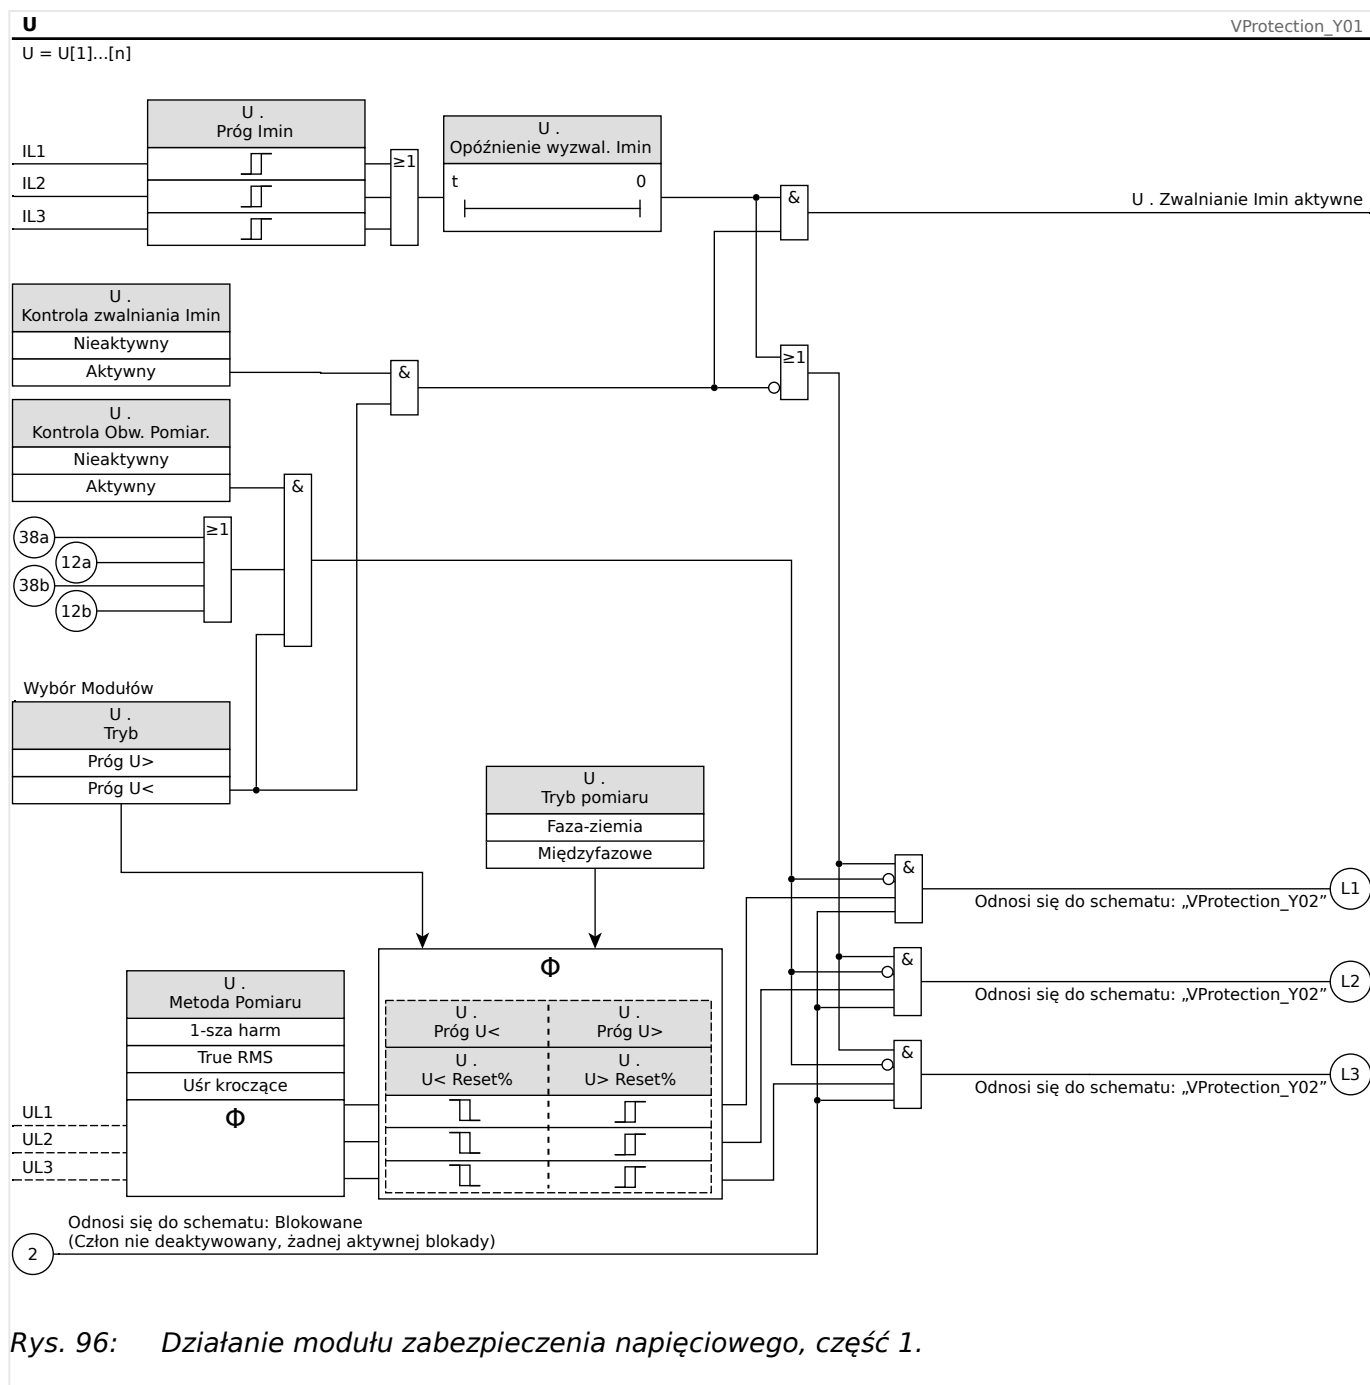 U
VProtection_Y01
U = U[1]...[n]
U .
Próg Imin
IL1
IL2
IL3
≥1
U .
Opóźnienie wyzwal. Imin
t
0
&
U . Zwalnianie Imin aktywne
U .
Kontrola zwalniania Imin
Nieaktywny
Aktywny
&
≥1
U .
Kontrola Obw. Pomiar.
Nieaktywny
Aktywny
&
38a
12a
38b
12b
≥1
Wybór Modułów
U .
Tryb
Próg U>
Próg U<
U .
Tryb pomiaru
Faza-ziemia
Międzyfazowe
&
L1
Odnosi się do schematu: „VProtection_Y02”
&
L2
Odnosi się do schematu: „VProtection_Y02”
&
L3
Odnosi się do schematu: „VProtection_Y02”
Φ
U .
Próg U<
U .
Próg U>
U .
U< Reset%
U .
U> Reset%
U .
Metoda Pomiaru
1-sza harm
True RMS
Uśr kroczące
Φ
UL1
UL2
UL3
Odnosi się do schematu: Blokowane
(Człon nie deaktywowany, żadnej aktywnej blokady)
2
Rys. 96: Działanie modułu zabezpieczenia napięciowego, część 1.